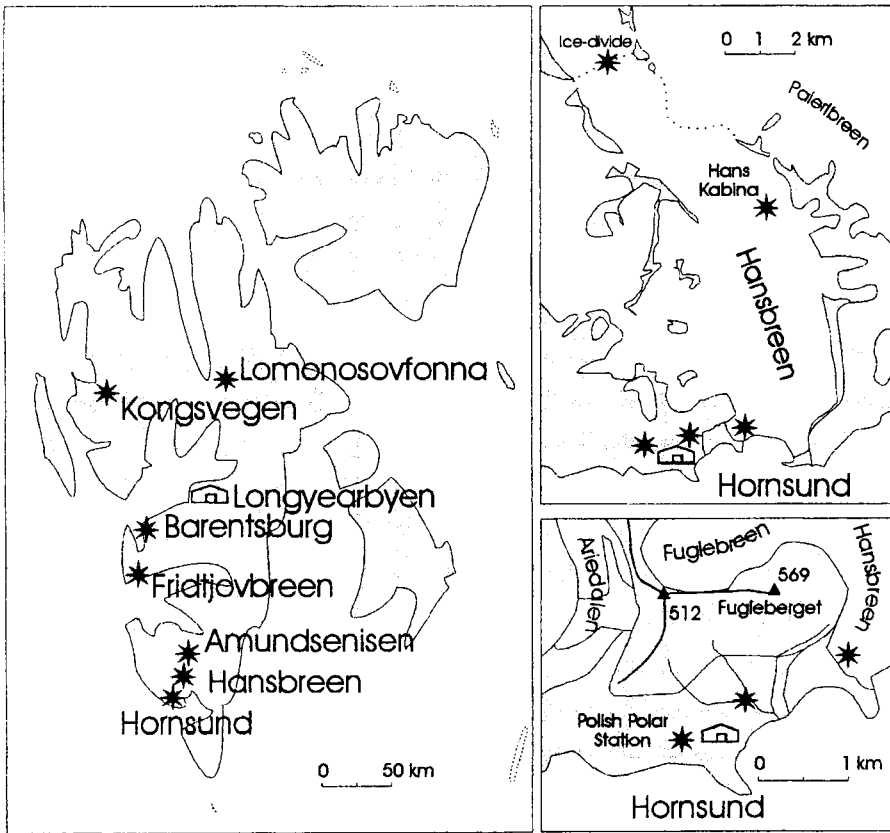 Lomonosovfonna
Kongsvegen
Longyearbyen
Barentsburg
Fridtjovbreen
Amundsenisen
Hansbreen
Hornsund
0 50 km
Ice-divide
0 1 2 km
Paierlbreen
Hans
Kabina
Hansbreen
Hornsund
Ariedalen
Fuglebreen
Hansbreen
569
512
Fugleberget
Polish Polar
Station
0 1 km
Hornsund